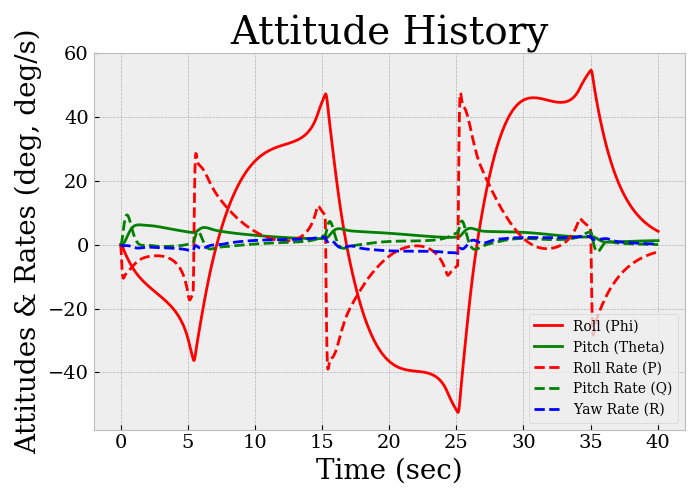 Attitude History
Attitudes & Rates (deg, deg/s)
60
40
20
0
−20
−40
0 5 10 15 20 25 30 35 40
Time (sec)
Roll (Phi)
Pitch (Theta)
Roll Rate (P)
Pitch Rate (Q)
Yaw Rate (R)